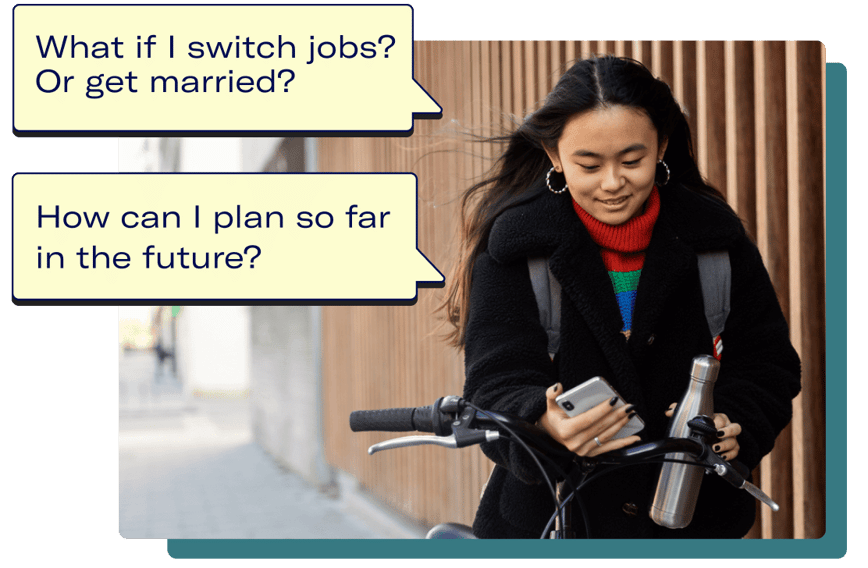 What if I switch jobs?
Or get married?
How can I plan so far
in the future?